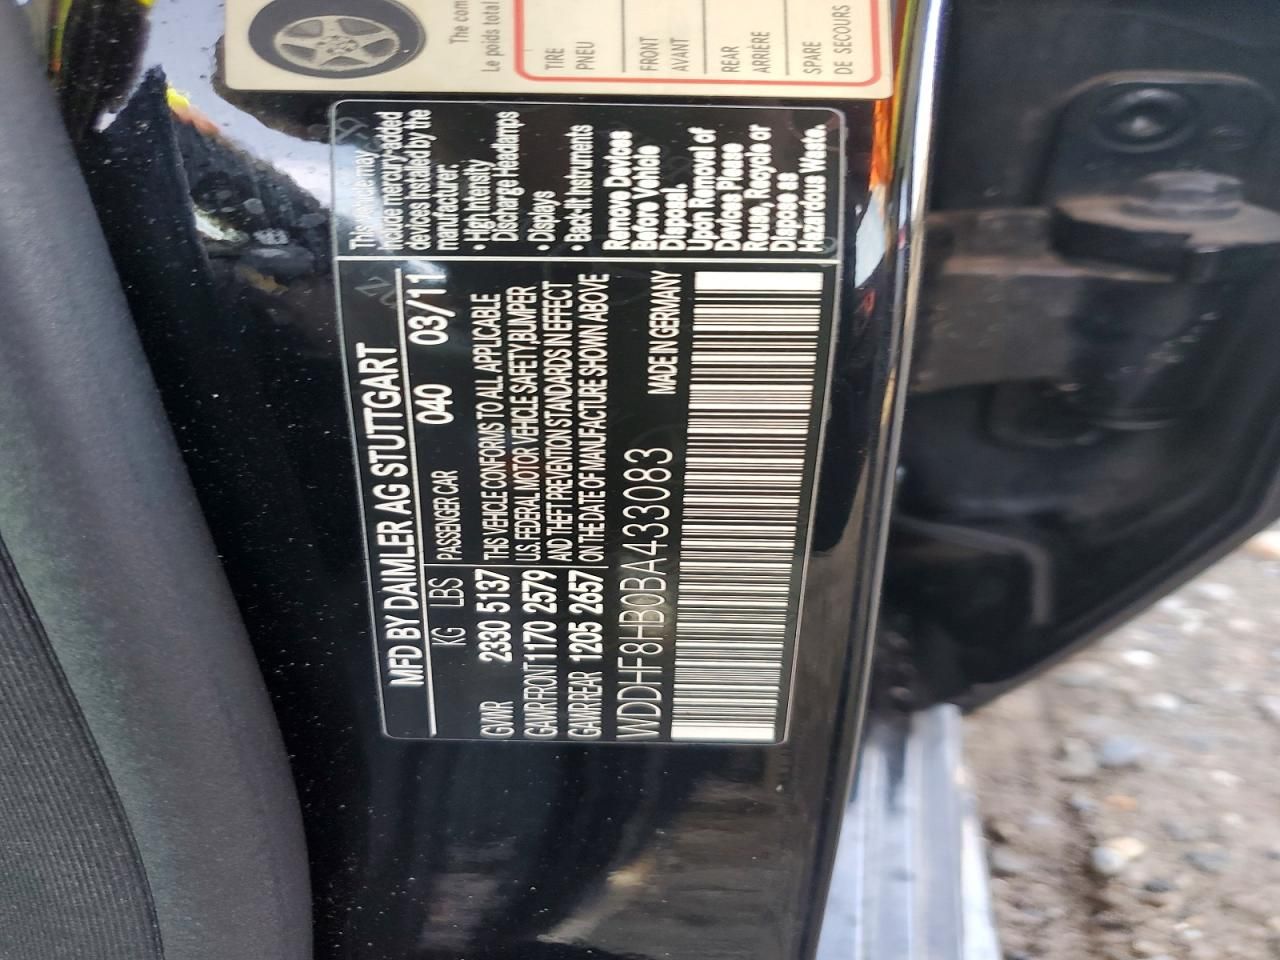 The com
Le poids total
TIRE
PNEU
FRONT
AVANT
REAR
ARRIÈRE
SPARE
DE SECOURS
MFD BY DAIMLER AG STUTTGART
KG LBS PASSENGER CAR 040 03/11
GVWR 2330 5137
GAWR FRONT 1170 2579
GAWR REAR 1205 2657
THIS VEHICLE CONFORMS TO ALL APPLICABLE
U.S. FEDERAL MOTOR VEHICLE SAFETY,BUMPER
AND THEFT PREVENTION STANDARDS IN EFFECT
ON THE DATE OF MANUFACTURE SHOWN ABOVE
WDDHF8HB0BA433083 MADE IN GERMANY
This Vehicle may
include mercury-added
devices installed by the
manufacturer:
• High Intensity
Discharge Headlamps
• Displays
• Back-lit Instruments
Remove Devices
Before Vehicle
Disposal.
Upon Removal of
Devices Please
Reuse, Recycle or
Dispose as
Hazardous Waste.